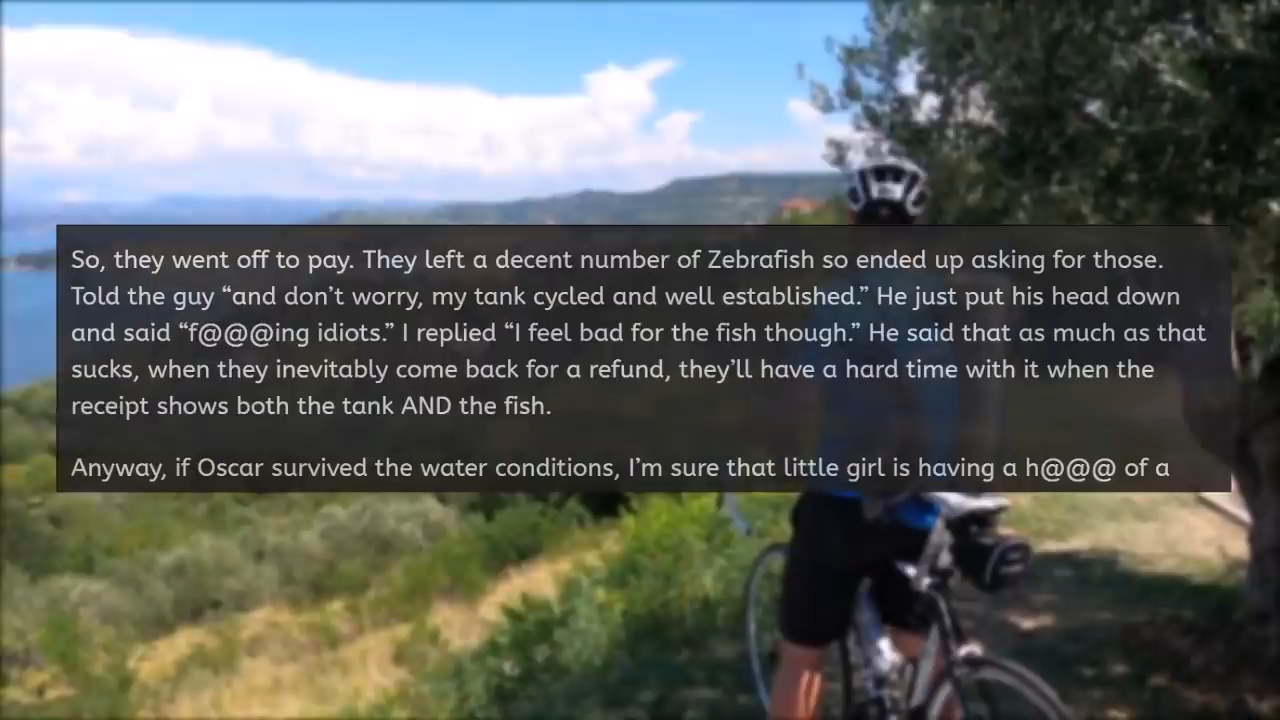 So, they went off to pay. They left a decent number of Zebrafish so ended up asking for those.
Told the guy “and don’t worry, my tank cycled and well established.” He just put his head down
and said “f@@@ing idiots.” I replied “I feel bad for the fish though.” He said that as much as that
sucks, when they inevitably come back for a refund, they’ll have a hard time with it when the
receipt shows both the tank AND the fish.
Anyway, if Oscar survived the water conditions, I’m sure that little girl is having a h@@@ of a